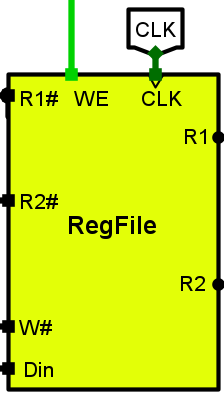 CLK
R1# WE CLK
R1
R2#
RegFile
R2
W#
Din